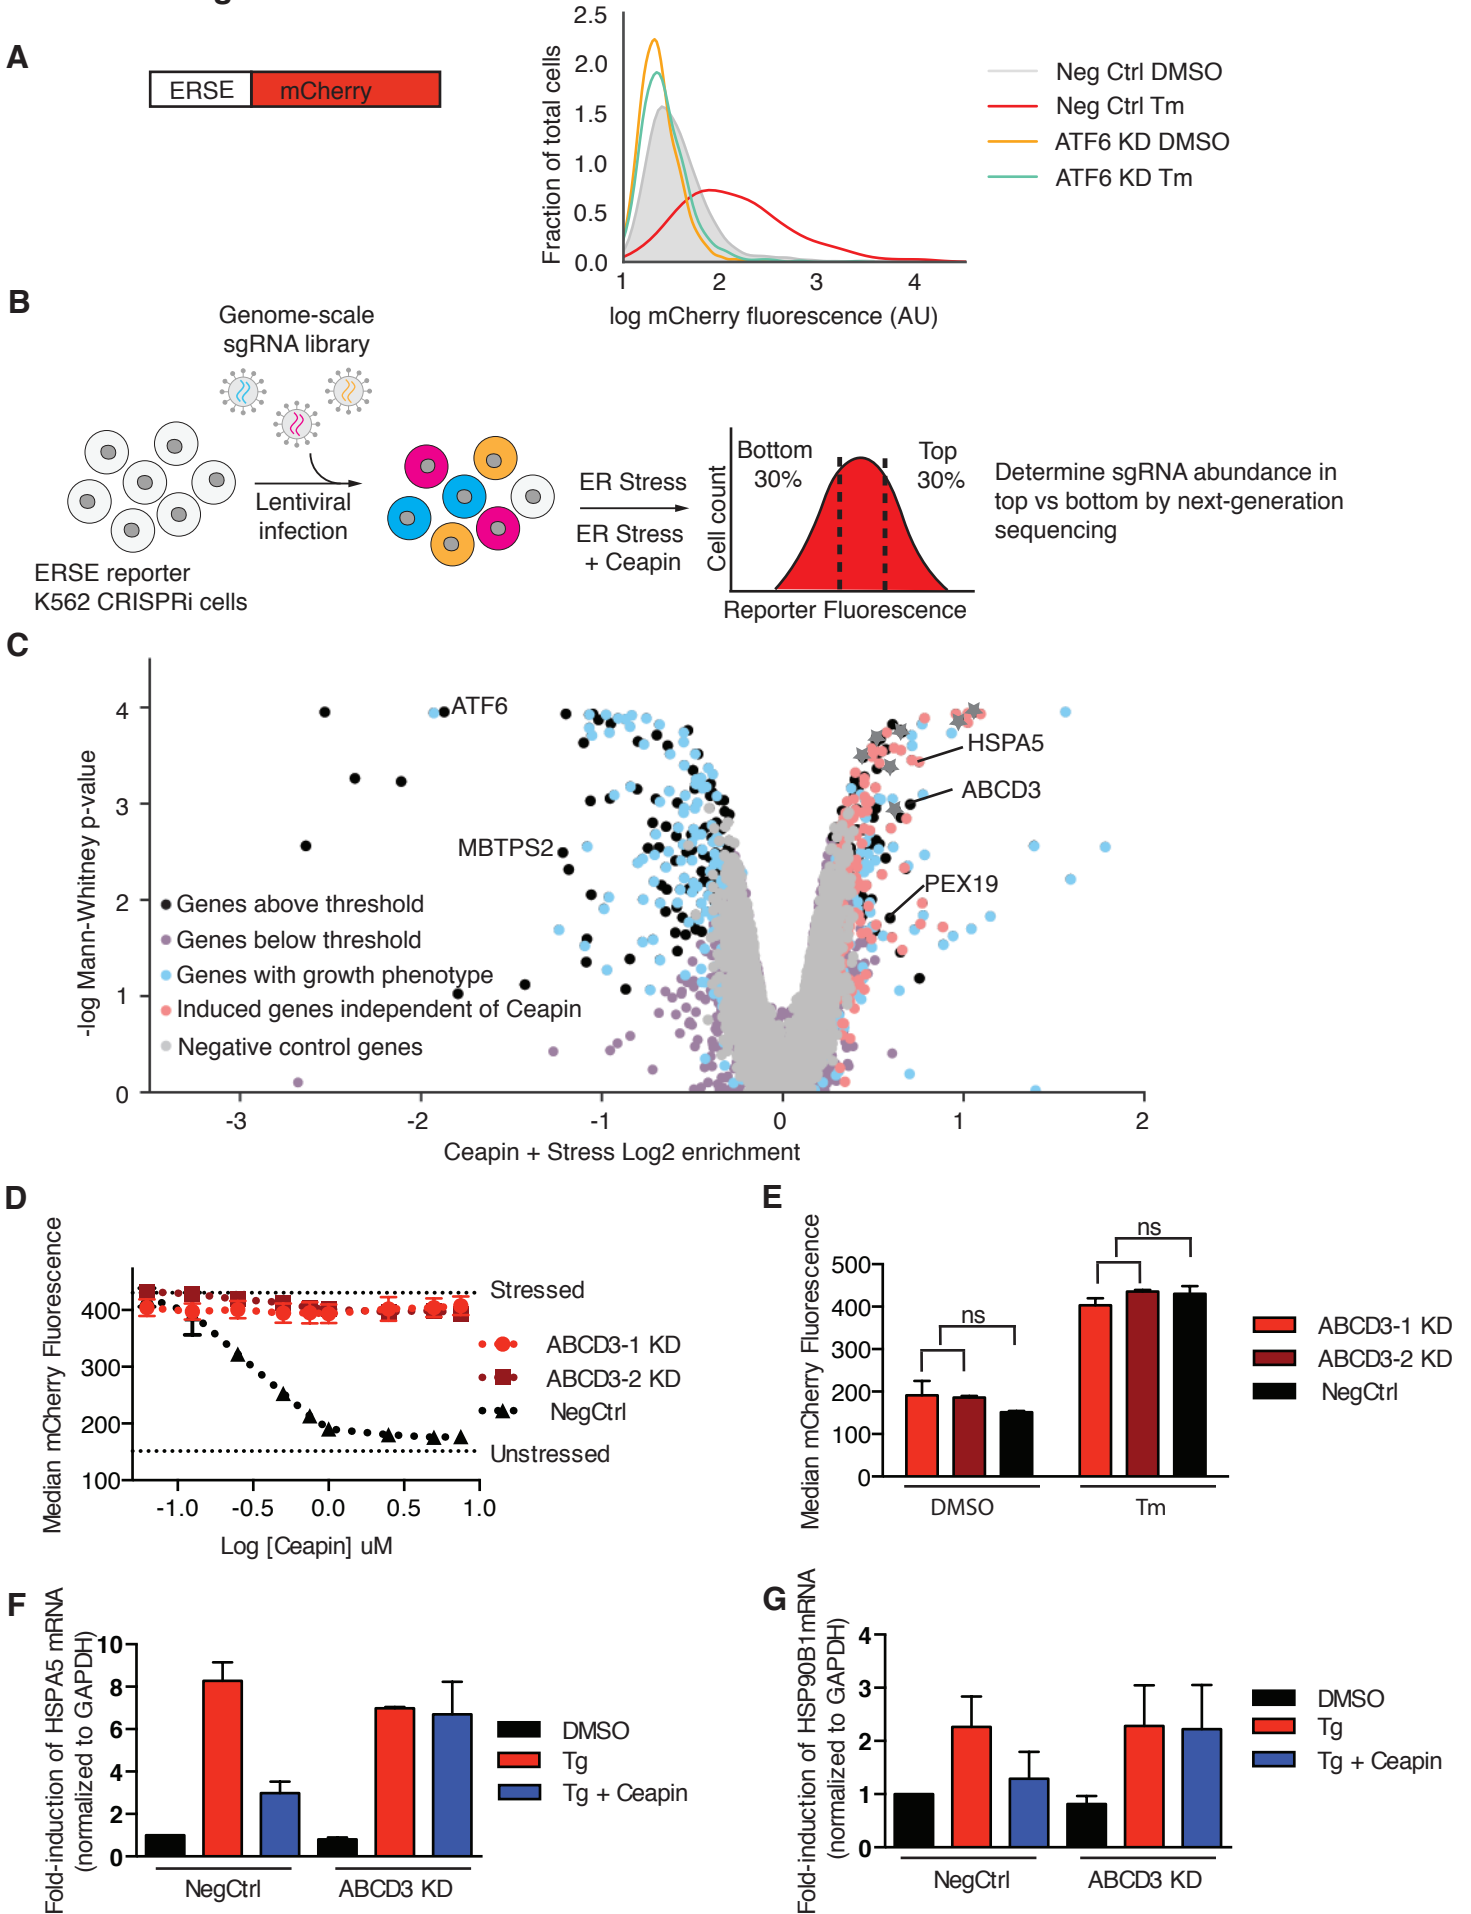 A
ERSE
mCherry
Fraction of total cells
2.5
2.0
1.5
1.0
0.5
0.0
1
2
3
4
log mCherry fluorescence (AU)
Neg Ctrl DMSO
Neg Ctrl Tm
ATF6 KD DMSO
ATF6 KD Tm
B
Genome-scale
sgRNA library
Lentiviral
infection
ERSE reporter
K562 CRISPRi cells
ER Stress
ER Stress
+ Ceapin
Cell count
Bottom
30%
Top
30%
Reporter Fluorescence
Determine sgRNA abundance in
top vs bottom by next-generation
sequencing
C
-log Mann-Whitney p-value
4
3
2
1
0
ATF6
MBTPS2
HSPA5
ABCD3
PEX19
Genes above threshold
Genes below threshold
Genes with growth phenotype
Induced genes independent of Ceapin
Negative control genes
-3
-2
-1
0
1
2
Ceapin + Stress Log2 enrichment
D
Median mCherry Fluorescence
400
300
200
100
-1.0
-0.5
0.0
0.5
1.0
Log [Ceapin] uM
Stressed
ABCD3-1 KD
ABCD3-2 KD
NegCtrl
Unstressed
E
Median mCherry Fluorescence
500
400
300
200
100
0
ns
ns
DMSO
Tm
ABCD3-1 KD
ABCD3-2 KD
NegCtrl
F
Fold-induction of HSPA5 mRNA
(normalized to GAPDH)
10
8
6
4
2
0
NegCtrl
ABCD3 KD
DMSO
Tg
Tg + Ceapin
G
Fold-induction of HSP90B1mRNA
(normalized to GAPDH)
4
3
2
1
0
NegCtrl
ABCD3 KD
DMSO
Tg
Tg + Ceapin